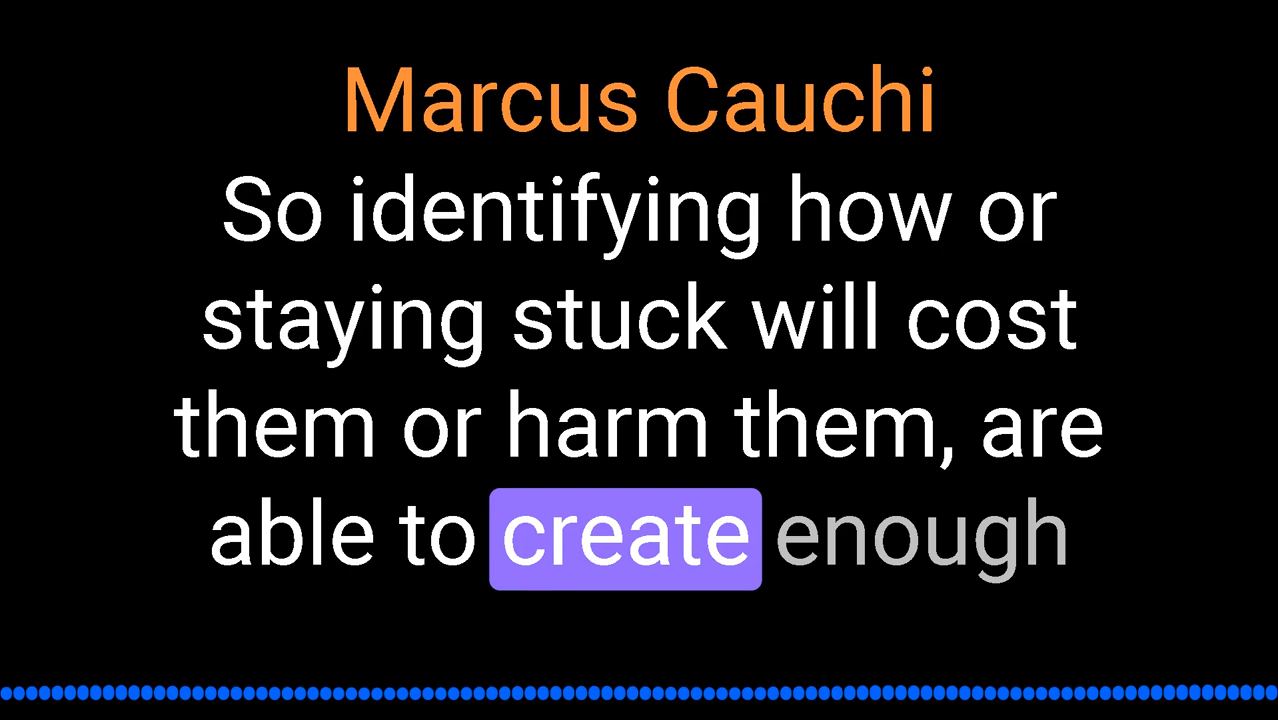 Marcus Cauchi
So identifying how or
staying stuck will cost
them or harm them, are
able to create enough